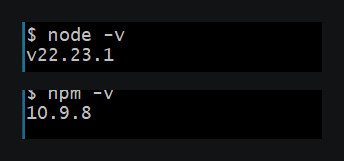 $ node -v
v22.23.1
$ npm -v
10.9.8